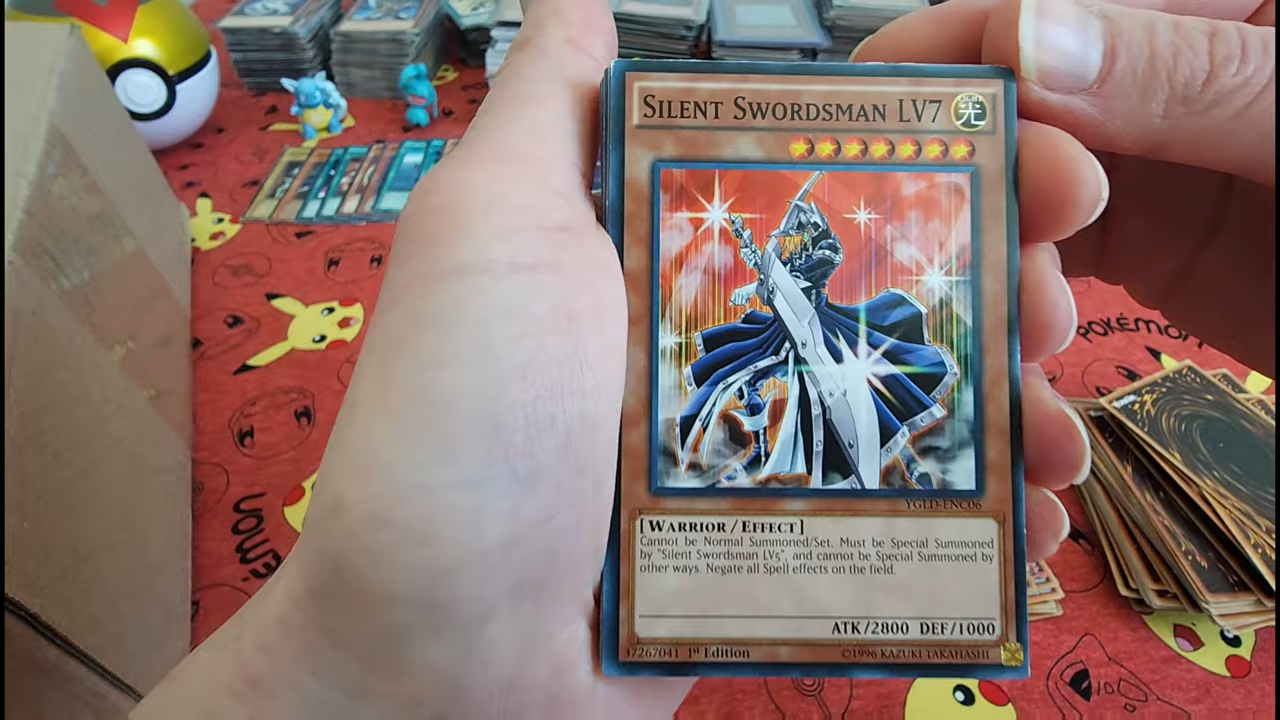 SILENT SWORDSMAN LV7
LIGHT
光
YGLD-ENC06
[WARRIOR/EFFECT]
Cannot be Normal Summoned/Set. Must be Special Summoned
by "Silent Swordsman LV5", and cannot be Special Summoned by
other ways. Negate all Spell effects on the field.
ATK/2800 DEF/1000
37267041 1st Edition
©1996 KAZUKI TAKAHASHI
POKÉMON